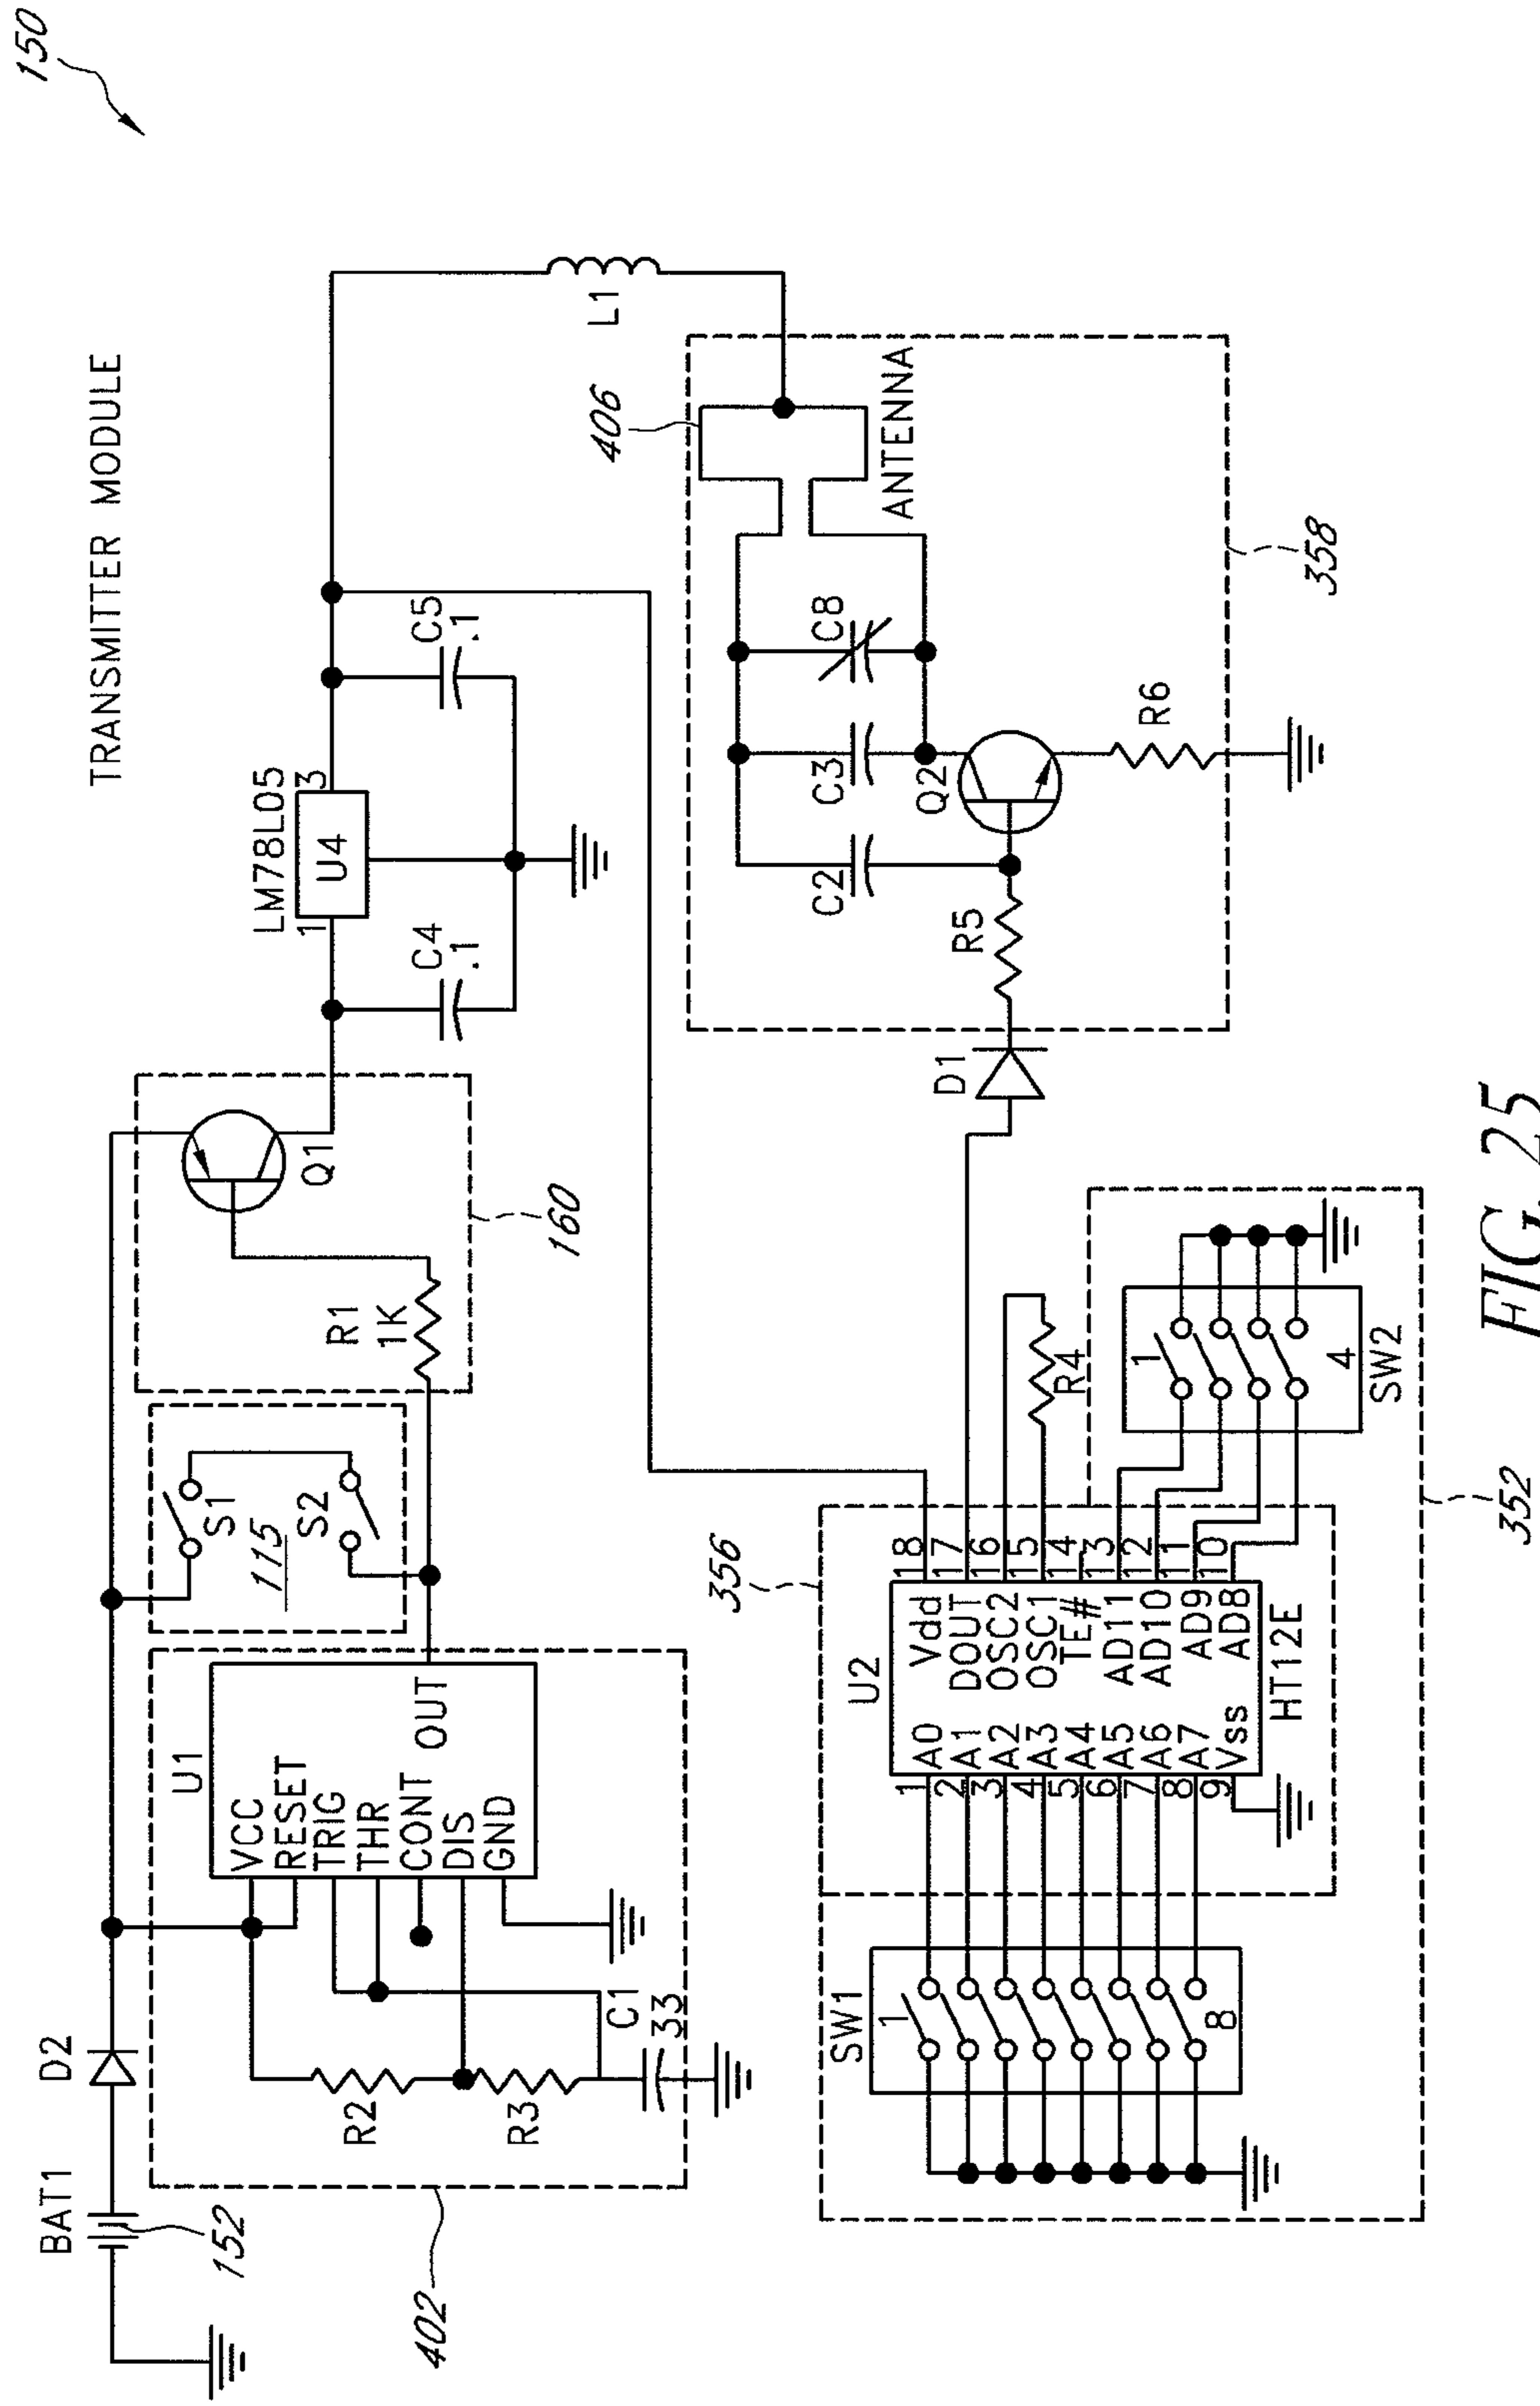 150
TRANSMITTER MODULE
BAT1
D2
152
402
U1
VCC
RESET
TRIG
THR
CONT
DIS
GND
OUT
R2
R3
C1
33
S1
115
S2
R1
1K
Q1
160
LM78L05
1
U4
3
C4
.1
C5
.1
L1
406
ANTENNA
C2
C3
C8
Q2
R5
R6
D1
358
356
SW1
1
8
U2
1 A0
2 A1
3 A2
4 A3
5 A4
6 A5
7 A6
8 A7
9 Vss
Vdd 18
DOUT 17
OSC2 16
OSC1 15
TE# 14
AD11 13
AD10 12
AD9 11
AD8 10
HT12E
R4
1
4
SW2
352
FIG. 25